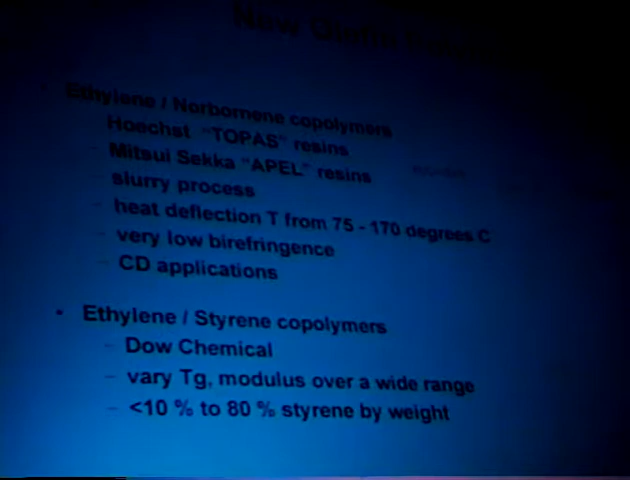 New Olefin
Ethylene / Norbornene copolymers
Hoechst "TOPAS" resins
Mitsui Sekka "APEL" resins
slurry process
heat deflection T from 75 - 170 degrees C
very low birefringence
CD applications
• Ethylene / Styrene copolymers
– Dow Chemical
– vary Tg, modulus over a wide range
– <10 % to 80 % styrene by weight